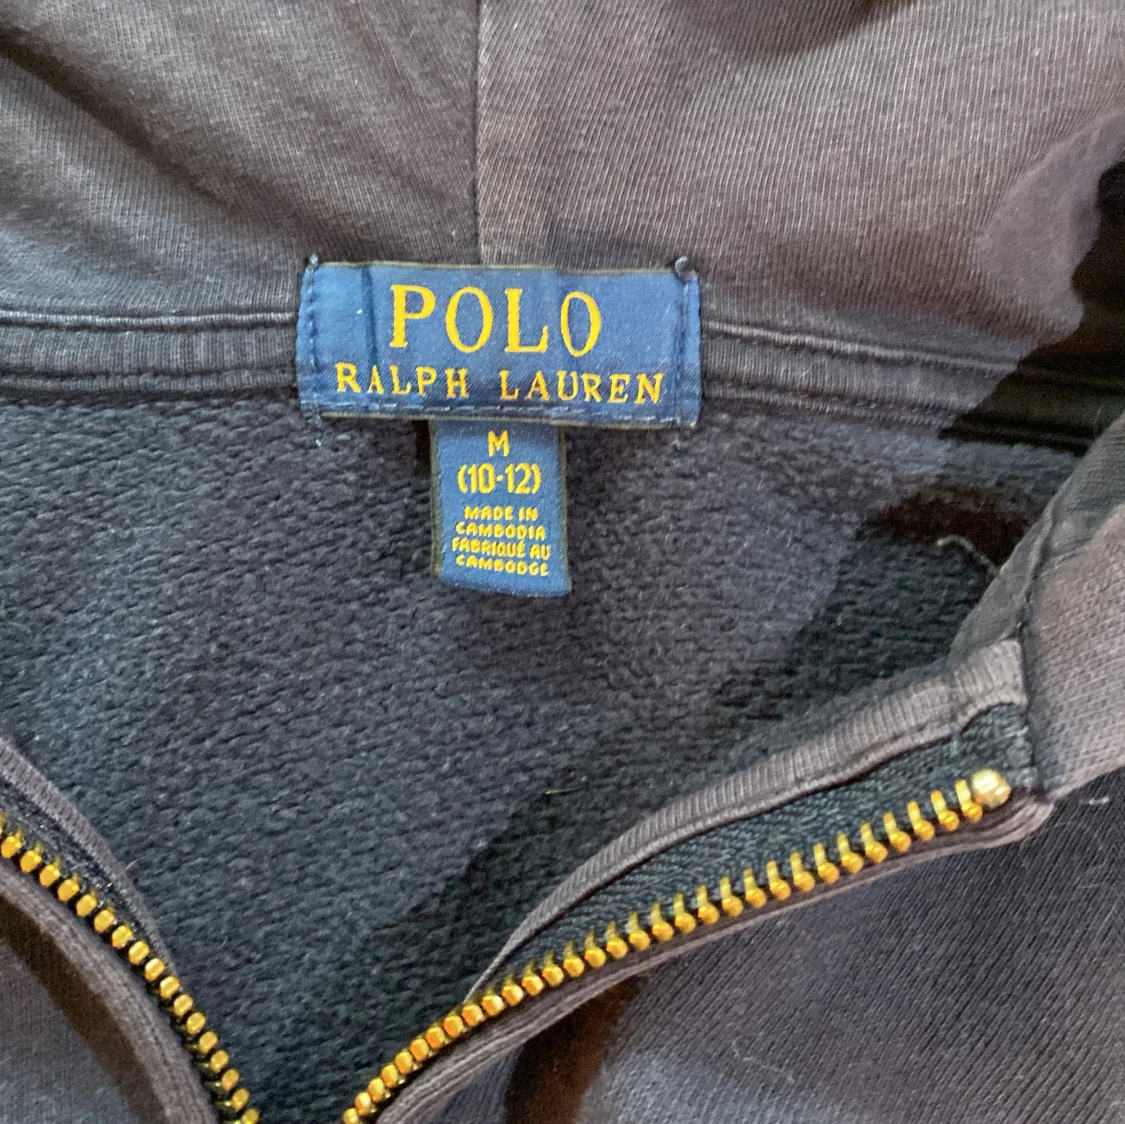 POLO
RALPH LAUREN
M
(10-12)
MADE IN
CAMBODIA
FABRIQUÉ AU
CAMBODGE